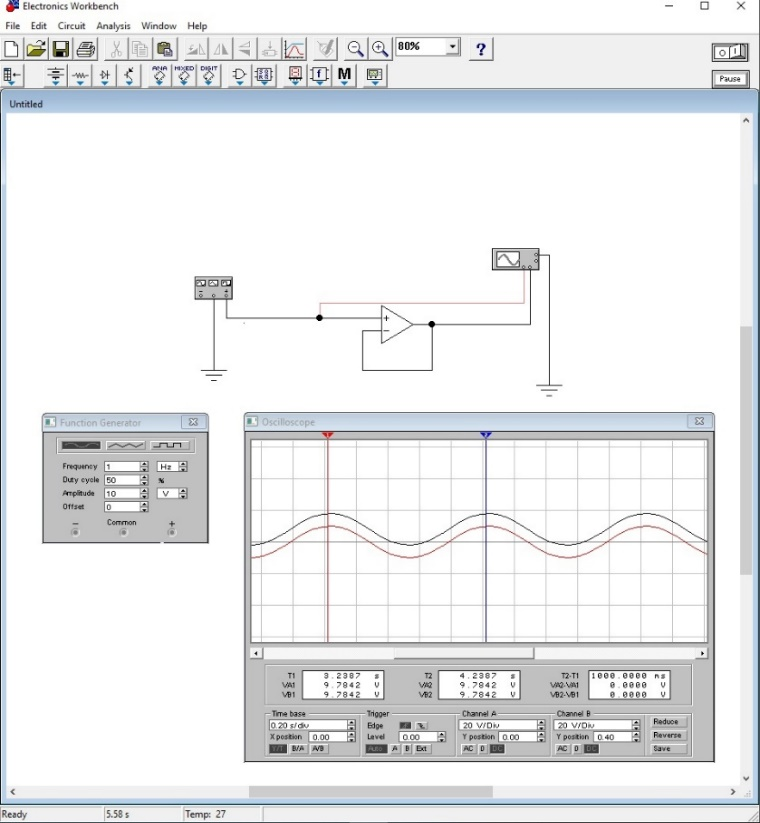 Electronics Workbench
File Edit Circuit Analysis Window Help
80% ?
ANA MIXED DIGIT M Pause
Untitled
Function Generator
Frequency 1 Hz
Duty cycle 50 %
Amplitude 10 V
Offset 0
− Common +
Oscilloscope
T1 3.2387 s T2 4.2387 s T2-T1 1000.0000 ms
VA1 9.7842 V VA2 9.7842 V VA2-VA1 0.0000 V
VB1 9.7842 V VB2 9.7842 V VB2-VB1 0.0000 V
Time base Trigger Channel A Channel B
0.20 s/div Edge 20 V/Div 20 V/Div Reduce
X position 0.00 Level 0.00 Y position 0.00 Y position 0.40 Reverse
Y/T B/A A/B Auto A B Ext AC 0 DC AC 0 DC Save
Ready 5.58 s Temp: 27